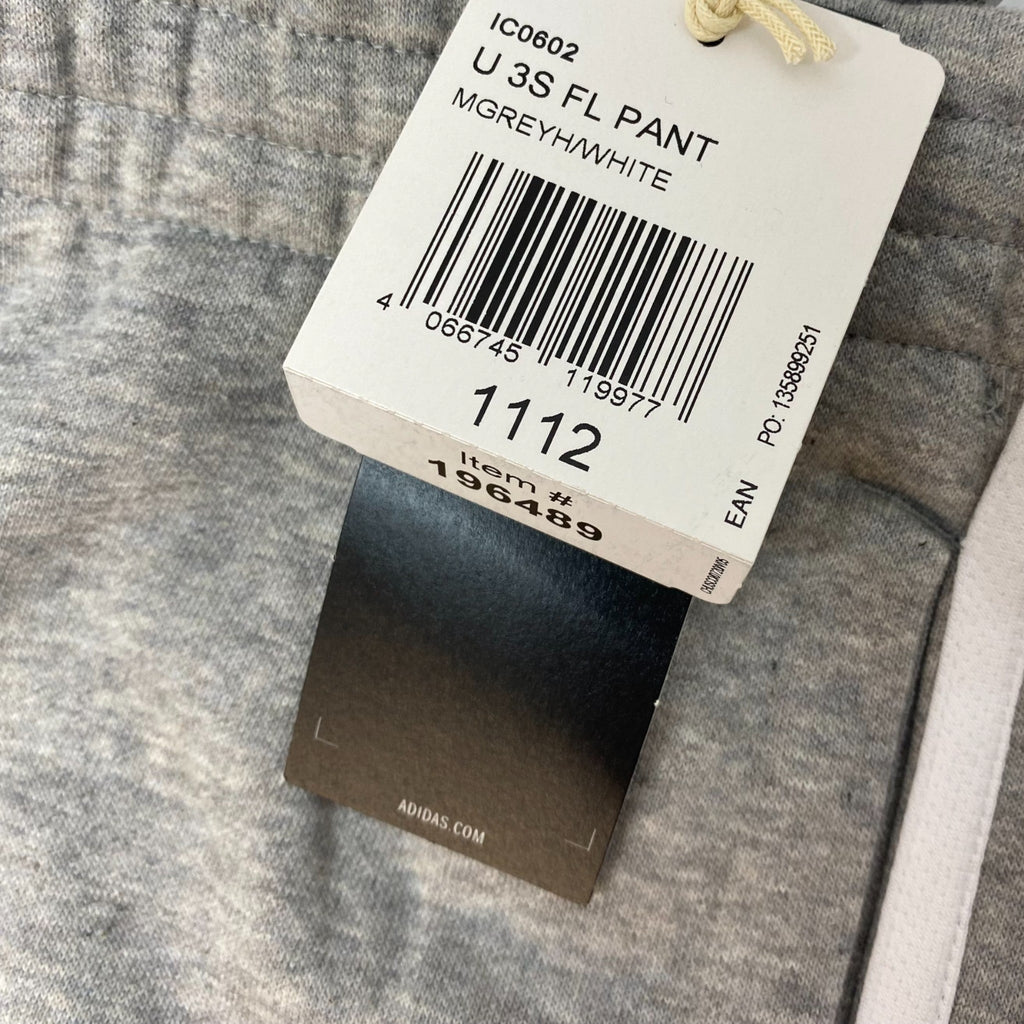 IC0602
U 3S FL PANT
MGREYH/WHITE
4 066745 119977
1112
PO: 135899251
EAN
Item #
196489
ADIDAS.COM